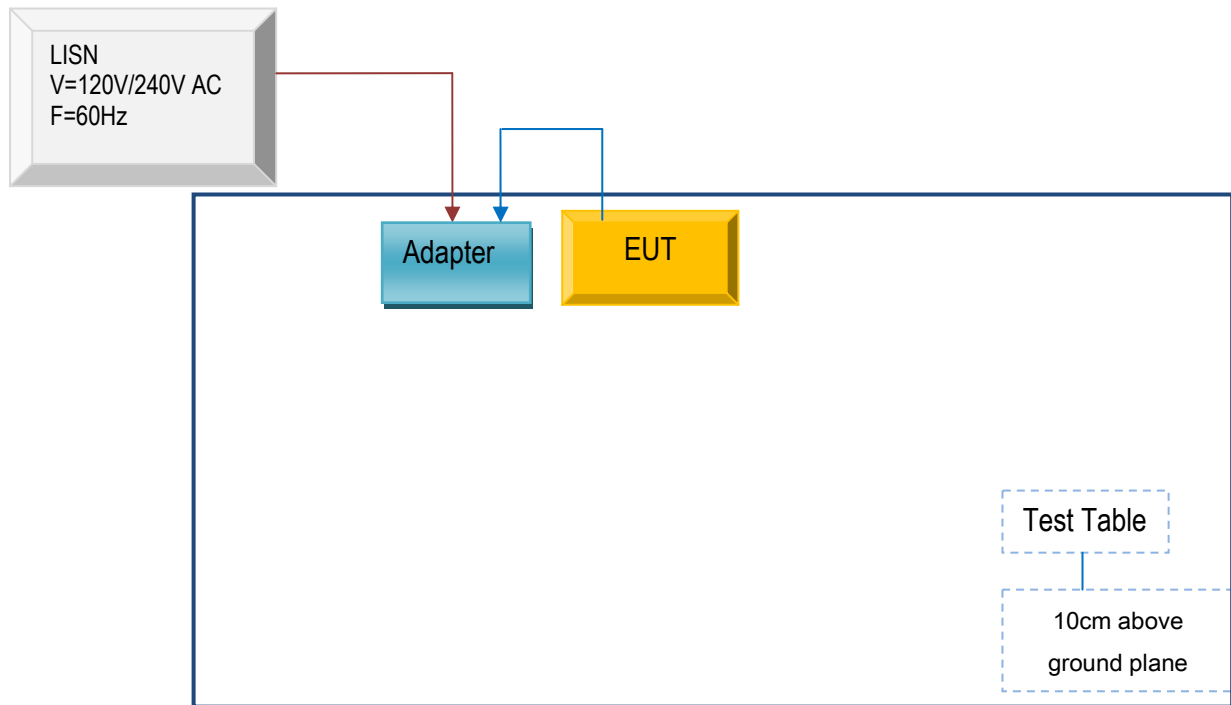 LISN
V=120V/240V AC
F=60Hz
Adapter
EUT
Test Table
10cm above
ground plane